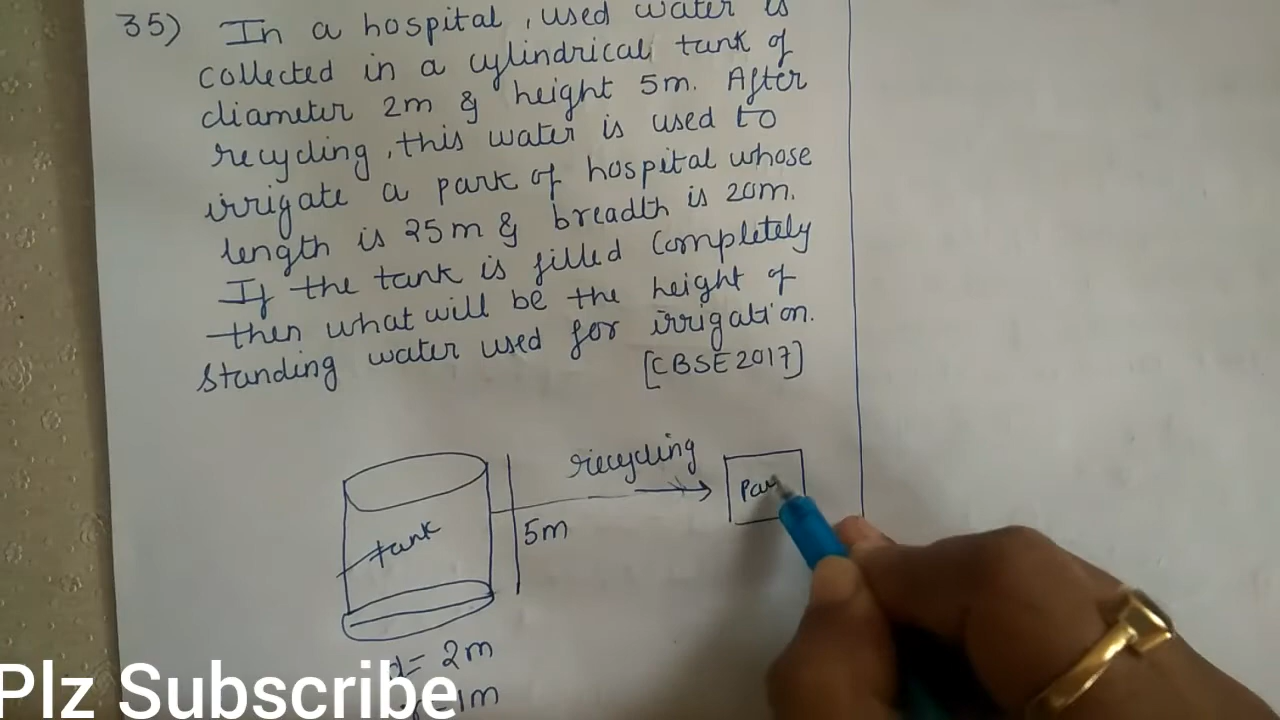 35) In a hospital, used water is
collected in a cylindrical tank of
diameter 2m & height 5m. After
recycling, this water is used to
irrigate a park of hospital whose
length is 25m & breadth is 20m.
If the tank is filled completely
then what will be the height of
standing water used for irrigation.
[CBSE 2017]
recycling
Par
tank
5m
d= 2m
=1m
Plz Subscribe